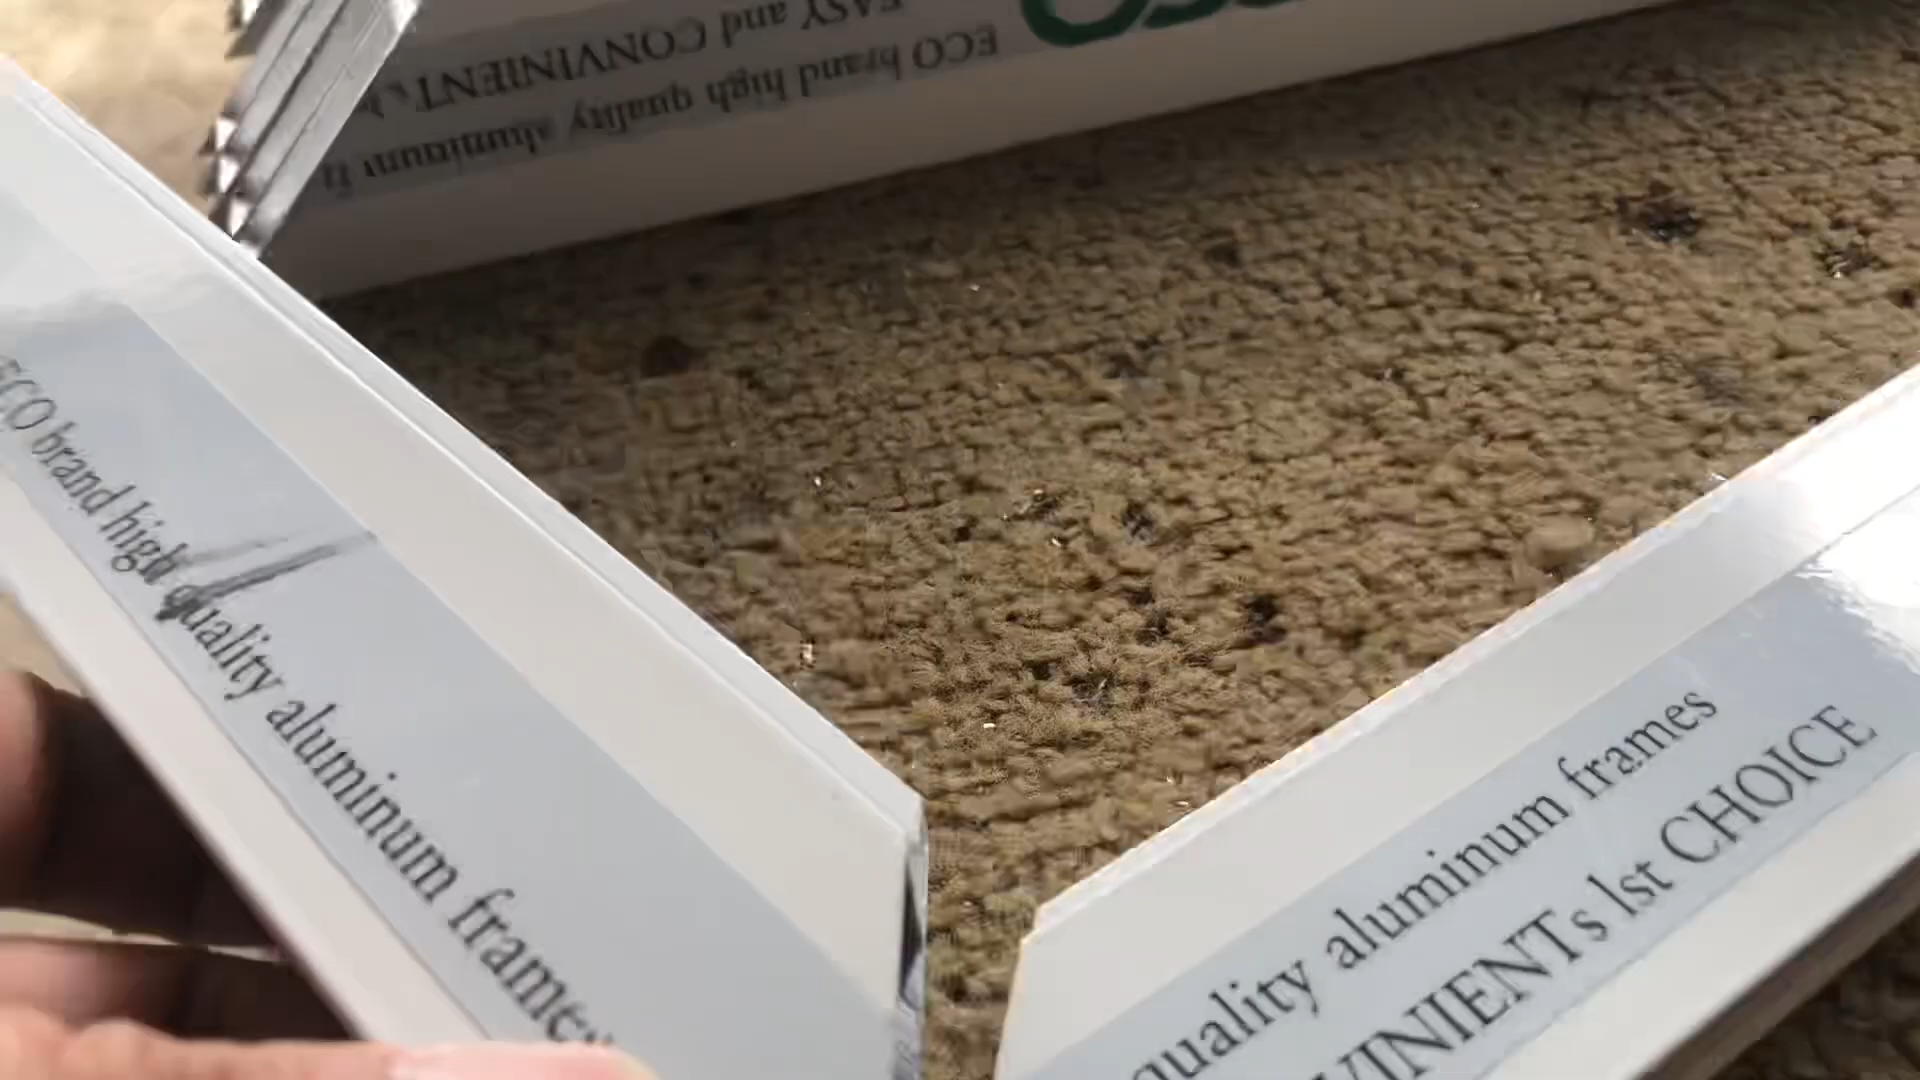 EASY and CONVINIENT
ECO brand high quality aluminum
ECO brand high quality aluminum frames
quality aluminum frames
VINIENTs 1st CHOICE